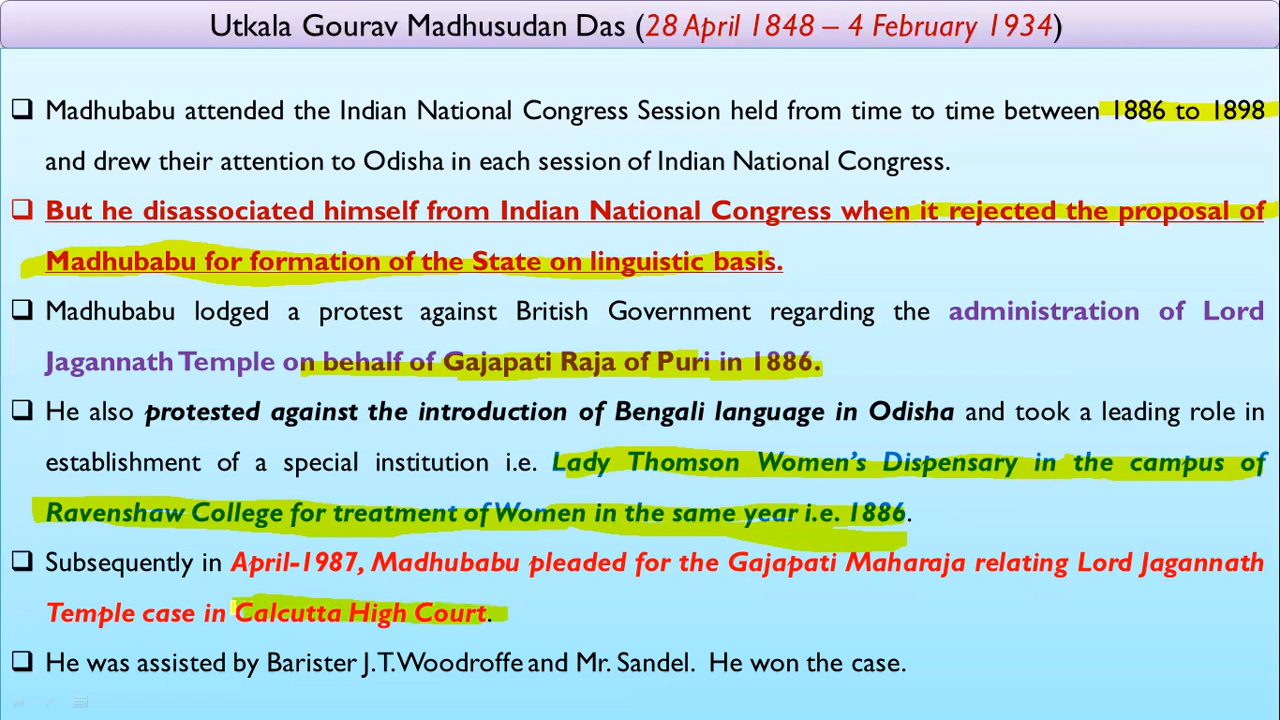 Utkala Gourav Madhusudan Das (28 April 1848 – 4 February 1934)
❑ Madhubabu attended the Indian National Congress Session held from time to time between 1886 to 1898
and drew their attention to Odisha in each session of Indian National Congress.
❑ But he disassociated himself from Indian National Congress when it rejected the proposal of
Madhubabu for formation of the State on linguistic basis.
❑ Madhubabu lodged a protest against British Government regarding the administration of Lord
Jagannath Temple on behalf of Gajapati Raja of Puri in 1886.
❑ He also protested against the introduction of Bengali language in Odisha and took a leading role in
establishment of a special institution i.e. Lady Thomson Women's Dispensary in the campus of
Ravenshaw College for treatment of Women in the same year i.e. 1886.
❑ Subsequently in April-1987, Madhubabu pleaded for the Gajapati Maharaja relating Lord Jagannath
Temple case in Calcutta High Court.
❑ He was assisted by Barister J.T. Woodroffe and Mr. Sandel. He won the case.